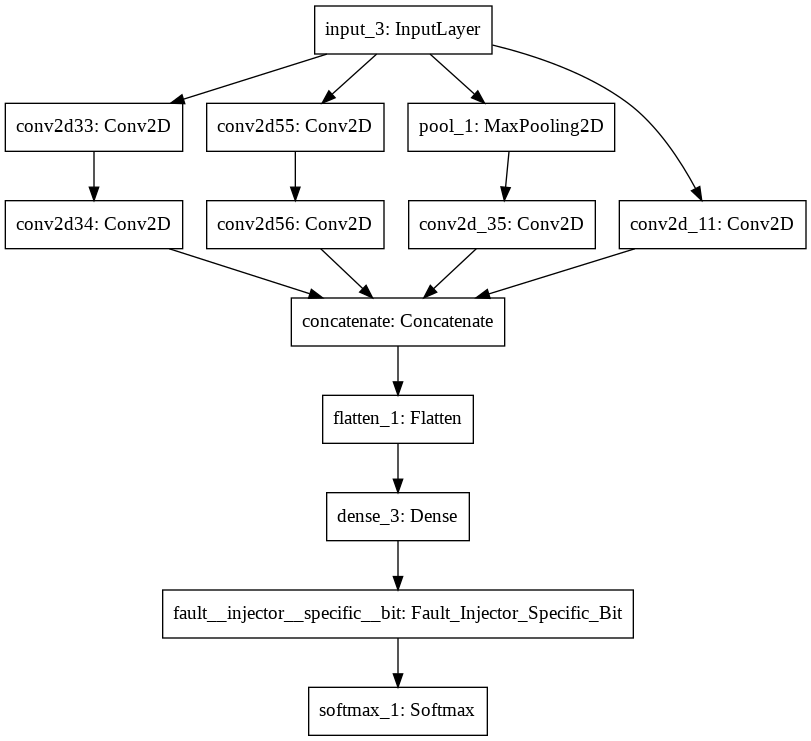 input_3: InputLayer
conv2d33: Conv2D
conv2d55: Conv2D
pool_1: MaxPooling2D
conv2d34: Conv2D
conv2d56: Conv2D
conv2d_35: Conv2D
conv2d_11: Conv2D
concatenate: Concatenate
flatten_1: Flatten
dense_3: Dense
fault__injector__specific__bit: Fault_Injector_Specific_Bit
softmax_1: Softmax